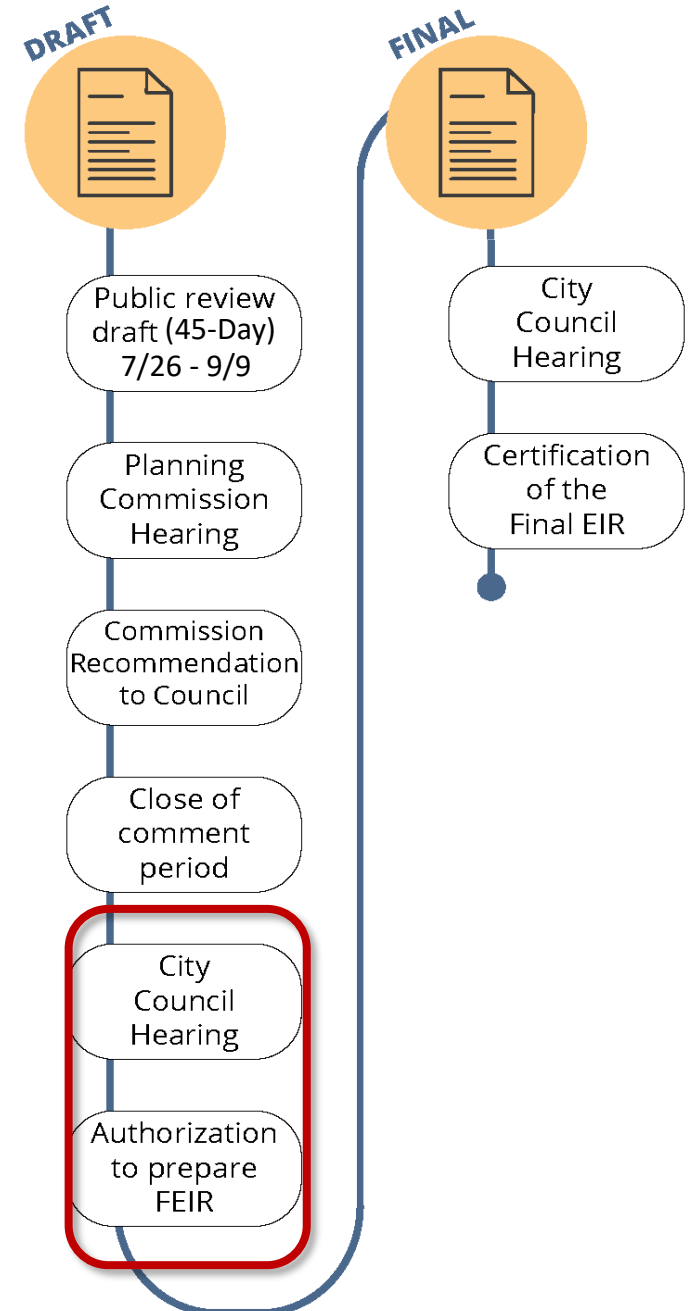 DRAFT
Public review
draft (45-Day)
7/26 - 9/9
Planning
Commission
Hearing
Commission
Recommendation
to Council
Close of
comment
period
City
Council
Hearing
Authorization
to prepare
FEIR
FINAL
City
Council
Hearing
Certification
of the
Final EIR